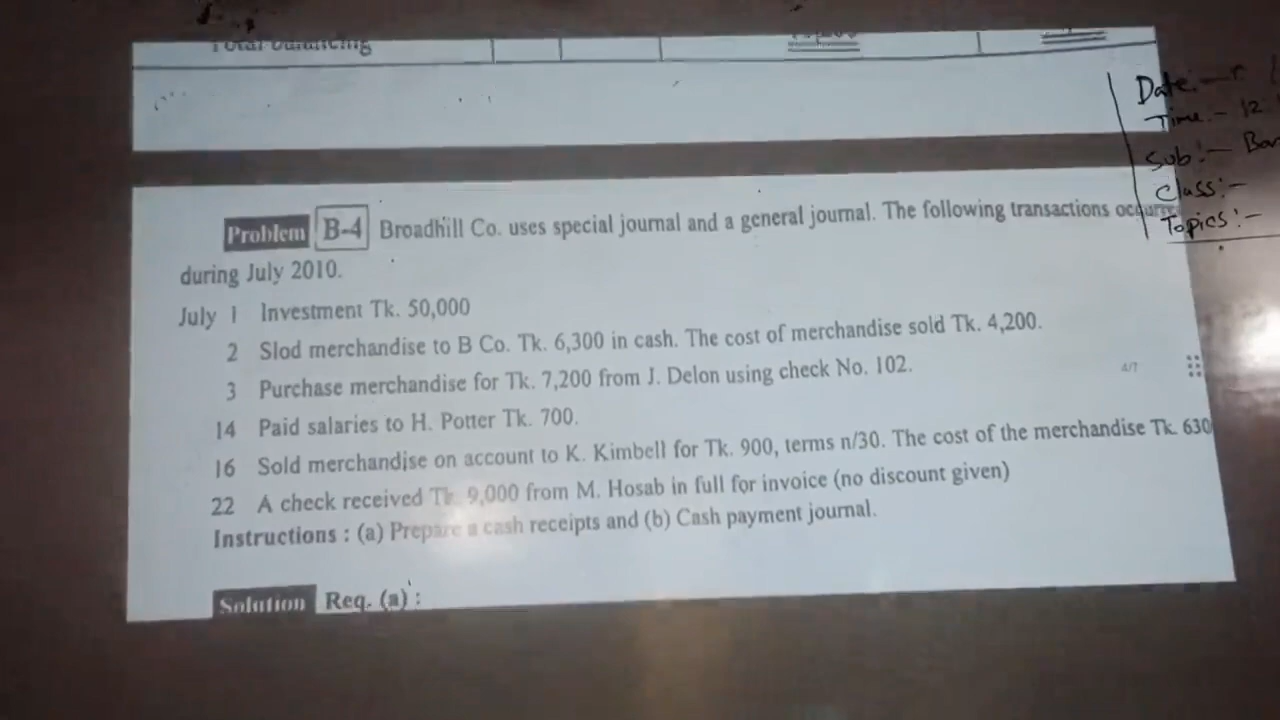 Total balancing
Date:-
Time:- 12
Sub:-
Class:-
Topics:-
Problem B-4 Broadhill Co. uses special journal and a general journal. The following transactions
during July 2010.
July 1 Investment Tk. 50,000
2 Slod merchandise to B Co. Tk. 6,300 in cash. The cost of merchandise sold Tk. 4,200.
3 Purchase merchandise for Tk. 7,200 from J. Delon using check No. 102.
4/7
14 Paid salaries to H. Potter Tk. 700.
16 Sold merchandise on account to K. Kimbell for Tk. 900, terms n/30. The cost of the merchandise Tk. 630
22 A check received Tk. 9,000 from M. Hosab in full for invoice (no discount given)
Instructions : (a) Prepare a cash receipts and (b) Cash payment journal.
Solution Req. (a) :